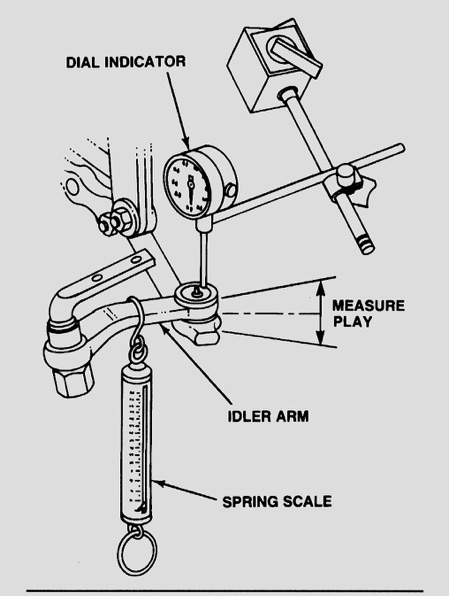 DIAL INDICATOR
MEASURE
PLAY
IDLER ARM
SPRING SCALE